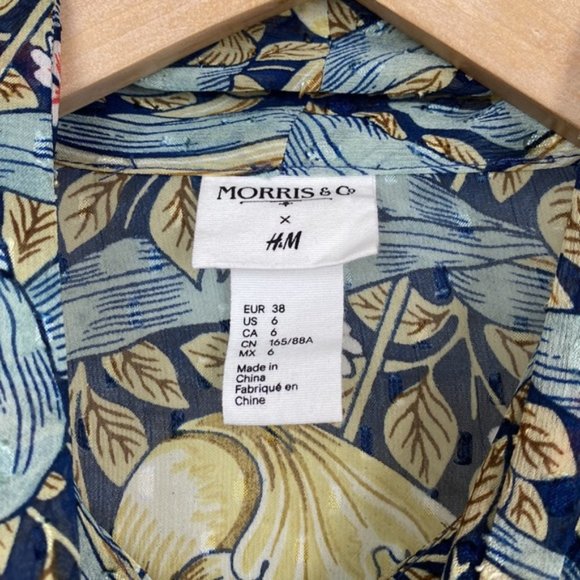 MORRIS & Co
×
H&M
EUR 38
US 6
CA 6
CN 165/88A
MX 6
Made in
China
Fabriqué en
Chine